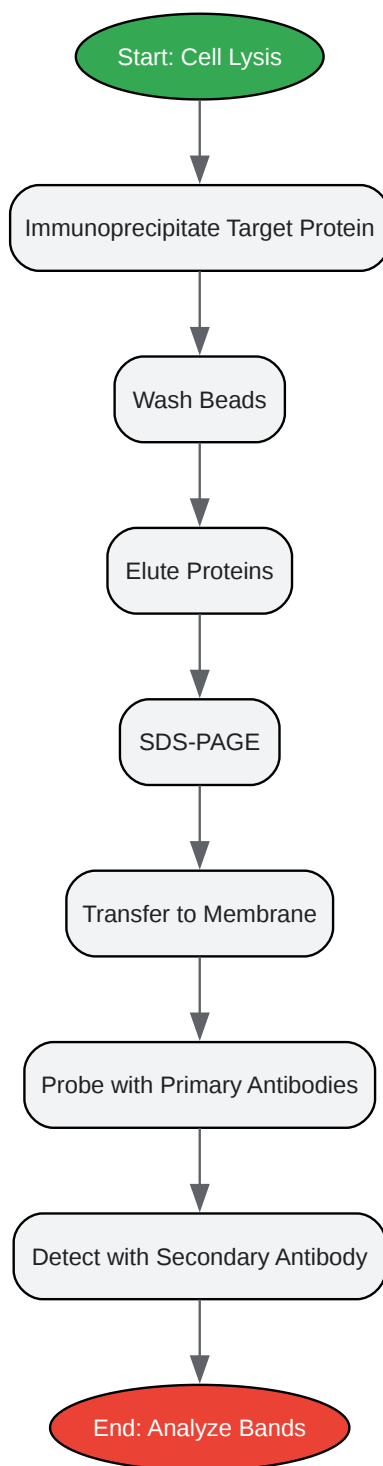 Start: Cell Lysis
Immunoprecipitate Target Protein
Wash Beads
Elute Proteins
SDS-PAGE
Transfer to Membrane
Probe with Primary Antibodies
Detect with Secondary Antibody
End: Analyze Bands